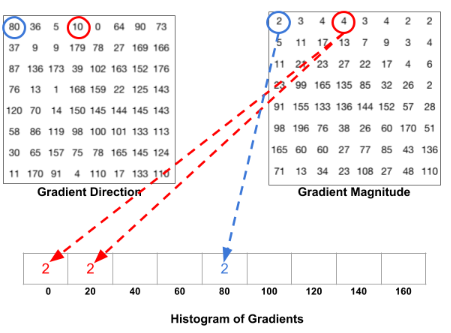 80 36 5 10 0 64 90 73
37 9 9 179 78 27 169 166
87 136 173 39 102 163 152 176
76 13 1 168 159 22 125 143
120 70 14 150 145 144 145 143
58 86 119 98 100 101 133 113
30 65 157 75 78 165 145 124
11 170 91 4 110 17 133 110
Gradient Direction
2 3 4 4 3 4 2 2
5 11 17 13 7 9 3 4
11 21 23 27 22 17 4 6
23 99 165 135 85 32 26 2
91 155 133 136 144 152 57 28
98 196 76 38 26 60 170 51
165 60 60 27 77 85 43 136
71 13 34 23 108 27 48 110
Gradient Magnitude
2 2 2
0 20 40 60 80 100 120 140 160
Histogram of Gradients